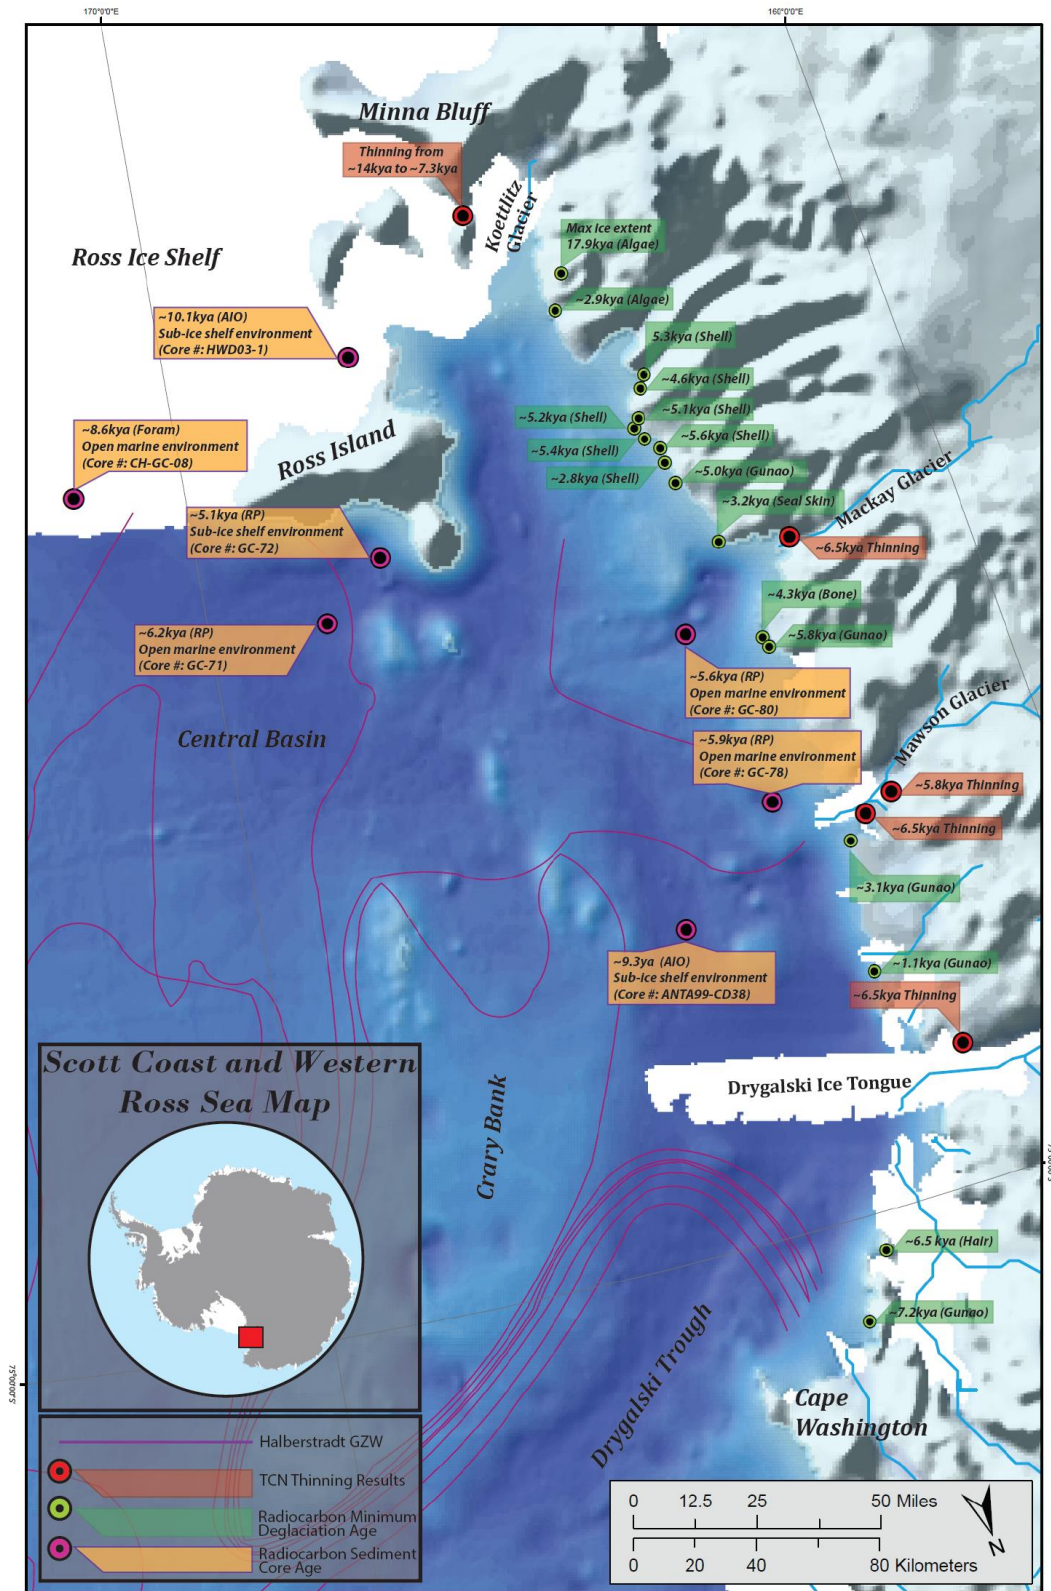 170°0'0"E
160°0'0"E
Minna Bluff
Thinning from
~14kya to ~7.3kya
Koettlitz
Glacier
Max ice extent
17.9kya (Algae)
Ross Ice Shelf
~2.9kya (Algae)
~10.1kya (AIO)
Sub-ice shelf environment
(Core #: HWD03-1)
5.3kya (Shell)
~4.6kya (Shell)
~5.1kya (Shell)
~5.2kya (Shell)
~5.6kya (Shell)
~5.4kya (Shell)
~2.8kya (Shell)
~5.0kya (Gunao)
~8.6kya (Foram)
Open marine environment
(Core #: CH-GC-08)
Ross Island
~3.2kya (Seal Skin)
Mackay Glacier
~5.1kya (RP)
Sub-ice shelf environment
(Core #: GC-72)
~6.5kya Thinning
~4.3kya (Bone)
~5.8kya (Gunao)
~6.2kya (RP)
Open marine environment
(Core #: GC-71)
~5.6kya (RP)
Open marine environment
(Core #: GC-80)
Central Basin
Mawson Glacier
~5.9kya (RP)
Open marine environment
(Core #: GC-78)
~5.8kya Thinning
~6.5kya Thinning
~3.1kya (Gunao)
~9.3ya (AIO)
Sub-ice shelf environment
(Core #: ANTA99-CD38)
~1.1kya (Gunao)
~6.5kya Thinning
Drygalski Ice Tongue
Crary Bank
75°0'0"S
~6.5 kya (Hair)
~7.2kya (Gunao)
Drygalski Trough
Cape
Washington
75°0'0"S
Scott Coast and Western
Ross Sea Map
Halberstradt GZW
TCN Thinning Results
Radiocarbon Minimum
Deglaciation Age
Radiocarbon Sediment
Core Age
0 12.5 25 50 Miles
0 20 40 80 Kilometers
N